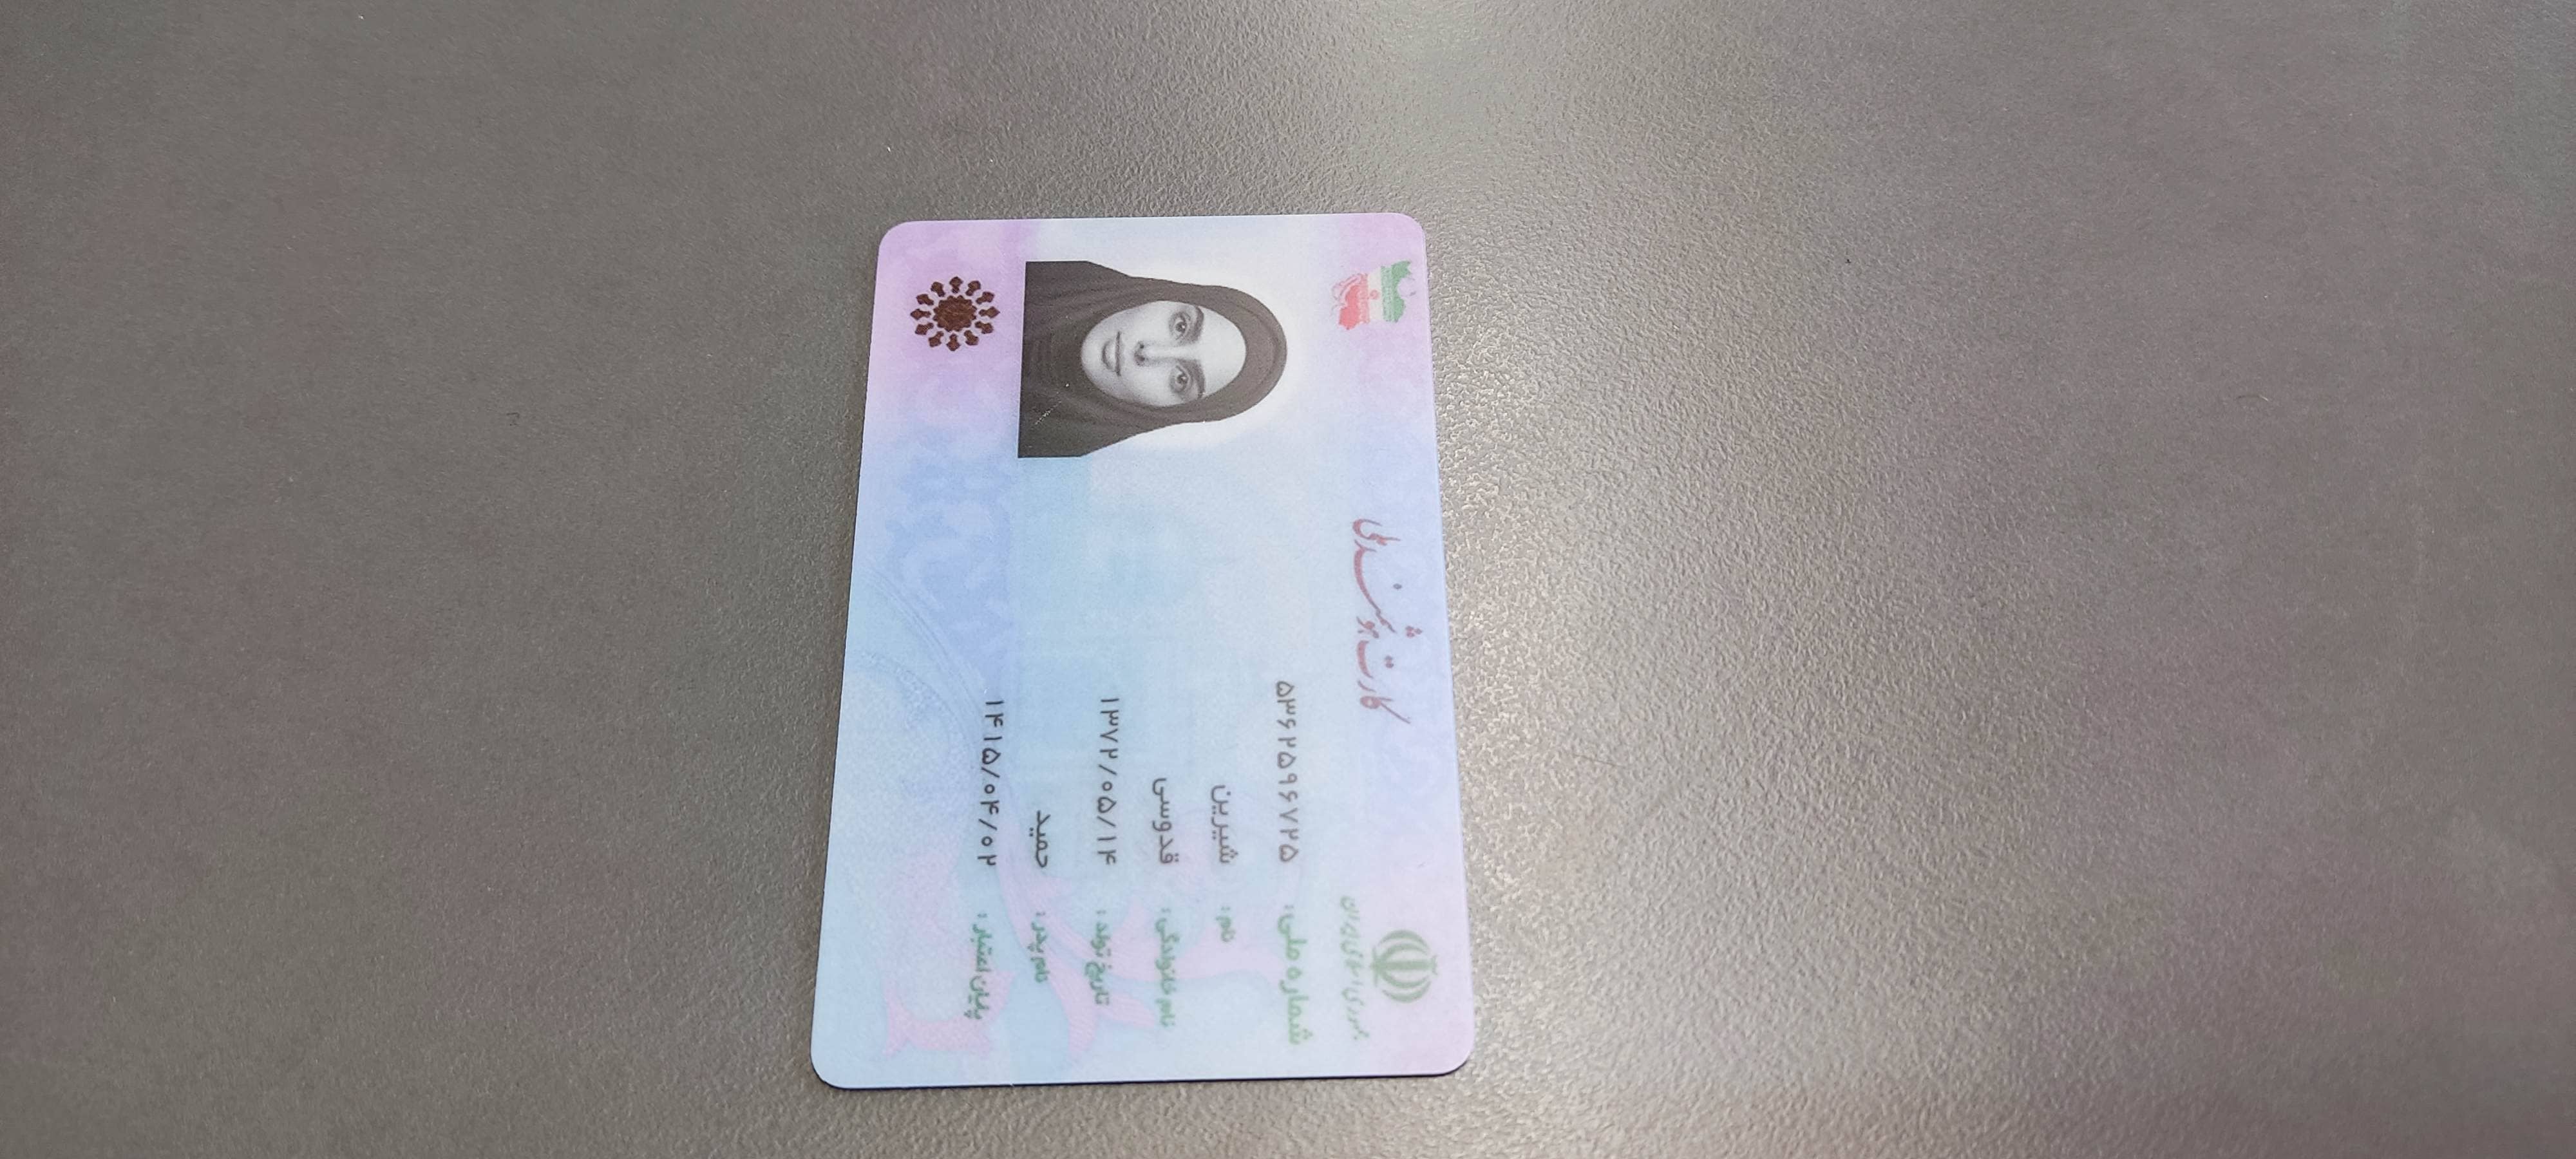 جمهوری اسلامی ایران
کارت هوشمند ملی
شماره ملی: ۵۳۶۲۵۹۶۷۲۵
نام: شیرین
نام خانوادگی: قدوسی
تاریخ تولد: ۱۳۷۲/۰۵/۱۴
نام پدر: حمید
پایان اعتبار: ۱۴۱۵/۰۴/۰۲